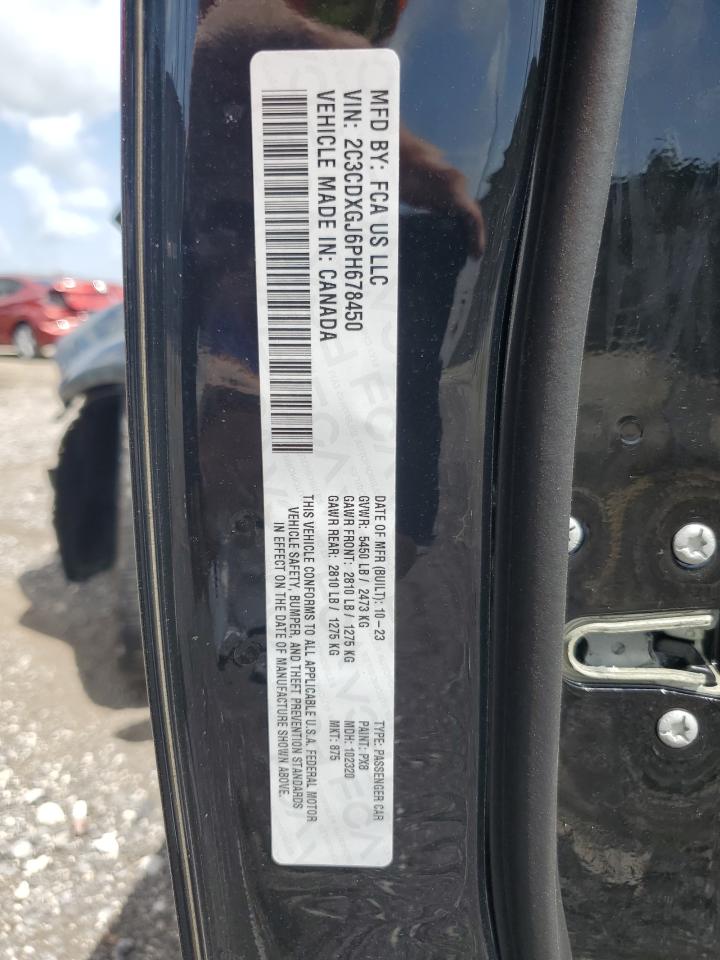 MFD BY: FCA US LLC
VIN: 2C3CDXGJ6PH678450
VEHICLE MADE IN: CANADA
DATE OF MFR (BUILT): 10-23
GVWR: 5450 LB / 2473 KG
GAWR FRONT: 2810 LB / 1275 KG
GAWR REAR: 2810 LB / 1275 KG
TYPE: PASSENGER CAR
PAINT: PX8
MDH: 102320
MKT: 875
THIS VEHICLE CONFORMS TO ALL APPLICABLE U.S.A. FEDERAL MOTOR
VEHICLE SAFETY, BUMPER, AND THEFT PREVENTION STANDARDS
IN EFFECT ON THE DATE OF MANUFACTURE SHOWN ABOVE.